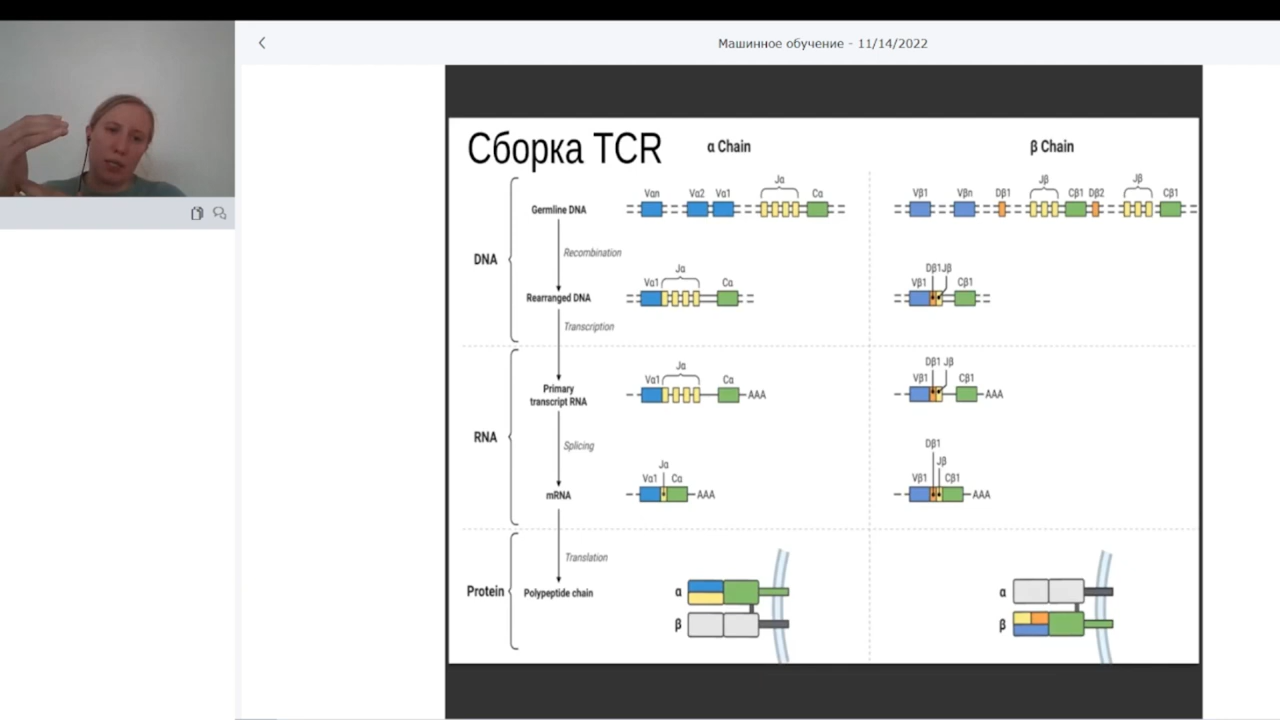 Машинное обучение - 11/14/2022
Сборка TCR
α Chain
β Chain
Jα
Jβ
Jβ
Vαn
Vα2
Vα1
Cα
Vβ1
Vβn
Dβ1
Cβ1
Dβ2
Cβ1
Germline DNA
Recombination
DNA
Jα
Dβ1
Jβ
Vα1
Cα
Vβ1
Cβ1
Rearranged DNA
Transcription
Jα
Dβ1
Jβ
Vα1
Cα
Vβ1
Cβ1
Primary
transcript RNA
AAA
AAA
RNA
Splicing
Dβ1
Jα
Jβ
Vα1
Cα
Vβ1
Cβ1
mRNA
AAA
AAA
Translation
Protein
Polypeptide chain
α
α
β
β